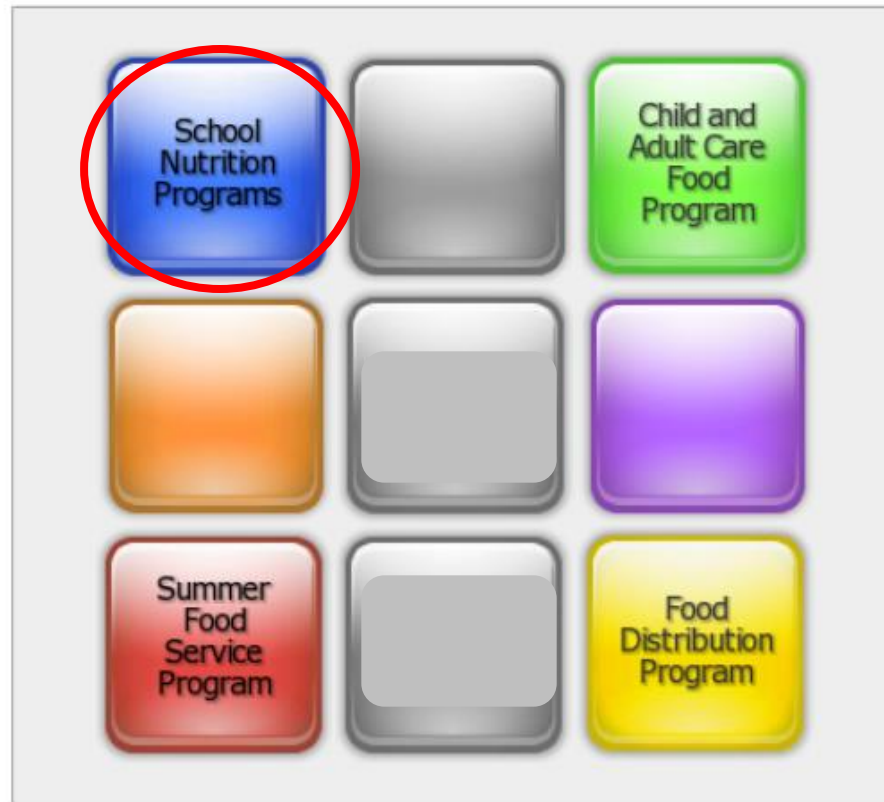 School
Nutrition
Programs
Child and
Adult Care
Food
Program
Summer
Food
Service
Program
Food
Distribution
Program